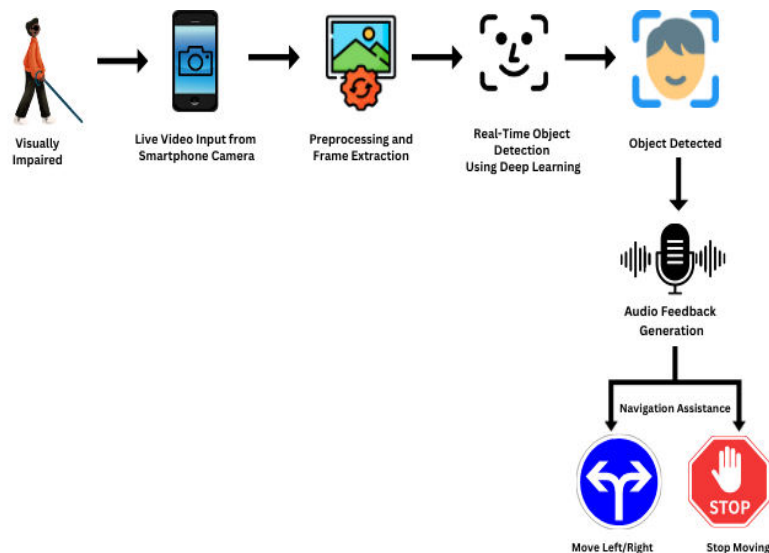 Visually
Impaired
Live Video Input from
Smartphone Camera
Preprocessing and
Frame Extraction
Real-Time Object
Detection
Using Deep Learning
Object Detected
Audio Feedback
Generation
Navigation Assistance
STOP
Move Left/Right
Stop Moving